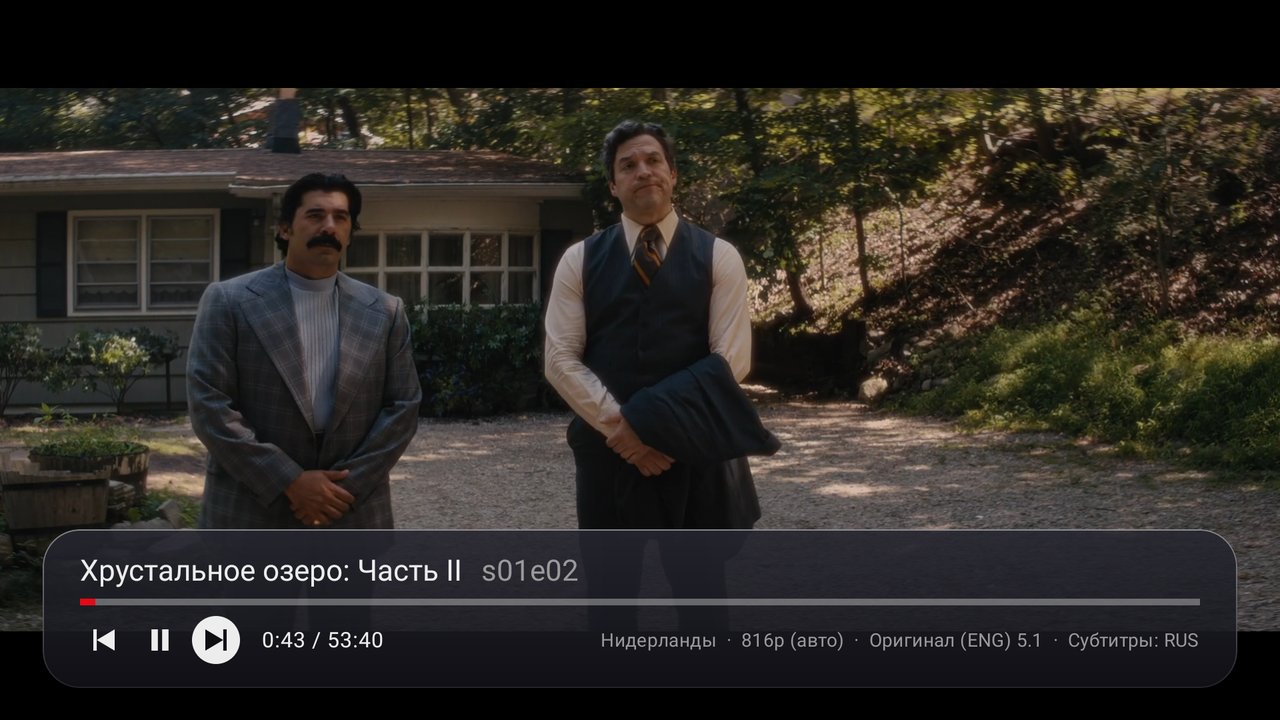 Хрустальное озеро: Часть II s01e02
0:43 / 53:40 Нидерланды · 816p (авто) · Оригинал (ENG) 5.1 · Субтитры: RUS